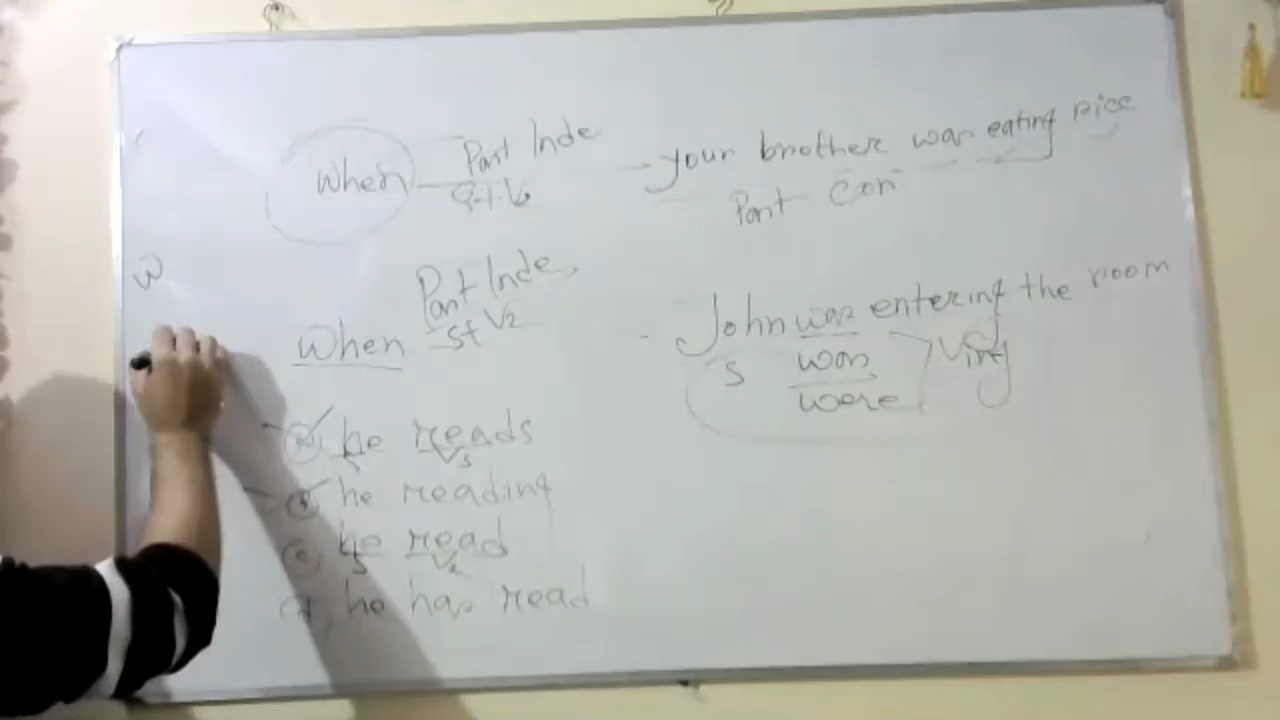 When Past Inde - your brother was eating rice
S+V2 Past Con
W
Past Inde,
When S+V2 - John was entering the room
S was Ving
were
he reads
S V5
he reading
he read
S V2
he has read